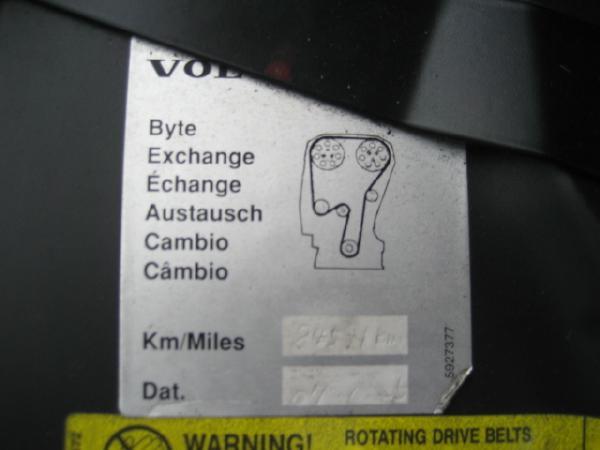 VOL
Byte
Exchange
Échange
Austausch
Cambio
Câmbio
Km/Miles
Dat.
5927377
WARNING!
ROTATING DRIVE BELTS